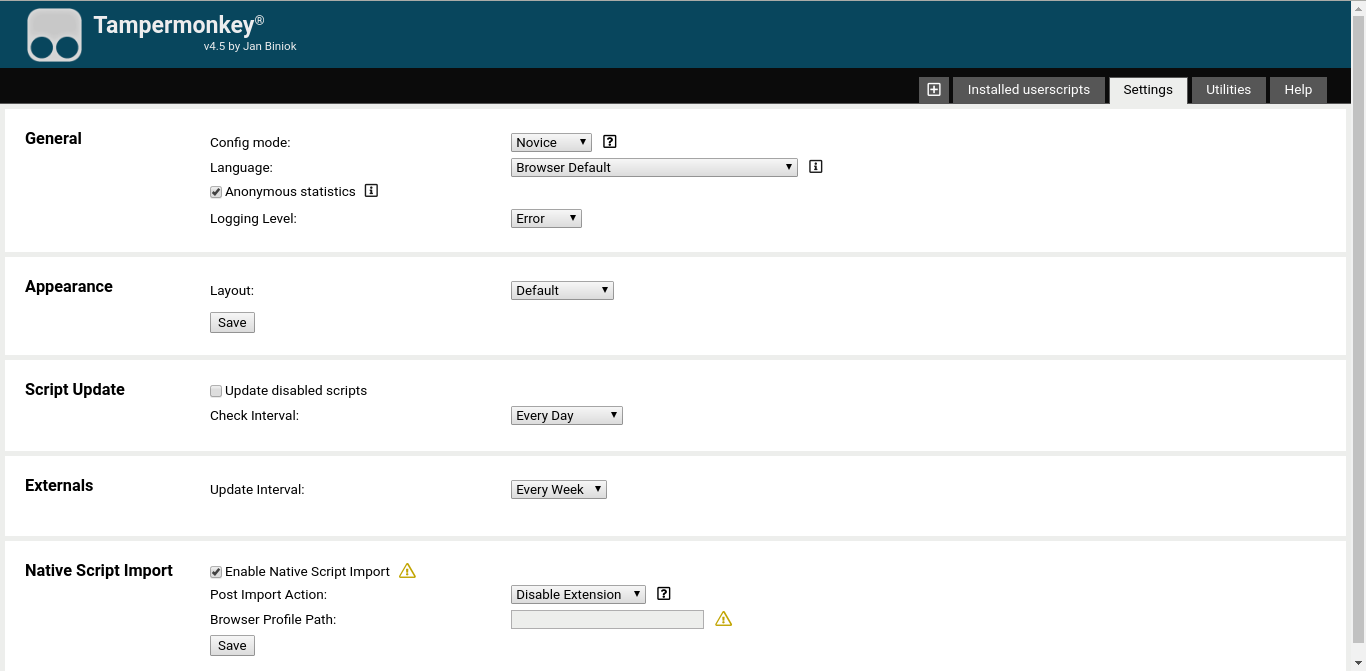 Tampermonkey®
v4.5 by Jan Biniok
Installed userscripts Settings Utilities Help
General
Config mode: Novice
Language: Browser Default
Anonymous statistics
Logging Level: Error
Appearance
Layout: Default
Save
Script Update
Update disabled scripts
Check Interval: Every Day
Externals
Update Interval: Every Week
Native Script Import
Enable Native Script Import
Post Import Action: Disable Extension
Browser Profile Path:
Save